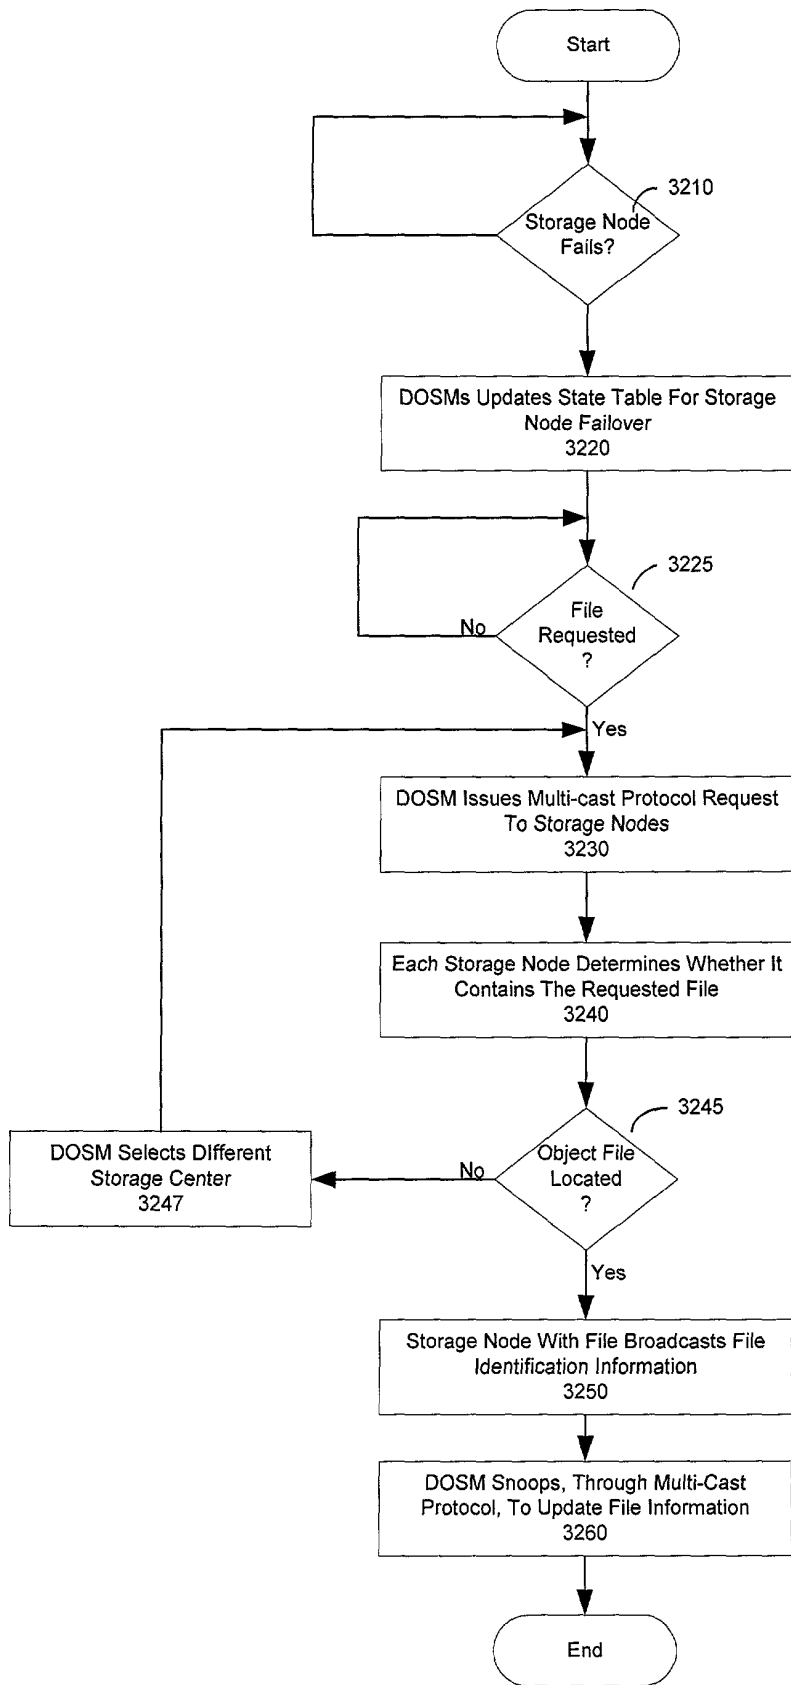 Start
3210
Storage Node
Fails?
DOSMs Updates State Table For Storage
Node Failover
3220
3225
File
Requested
?
No
Yes
DOSM Issues Multi-cast Protocol Request
To Storage Nodes
3230
Each Storage Node Determines Whether It
Contains The Requested File
3240
3245
Object File
Located
?
No
DOSM Selects Different
Storage Center
3247
Yes
Storage Node With File Broadcasts File
Identification Information
3250
DOSM Snoops, Through Multi-Cast
Protocol, To Update File Information
3260
End